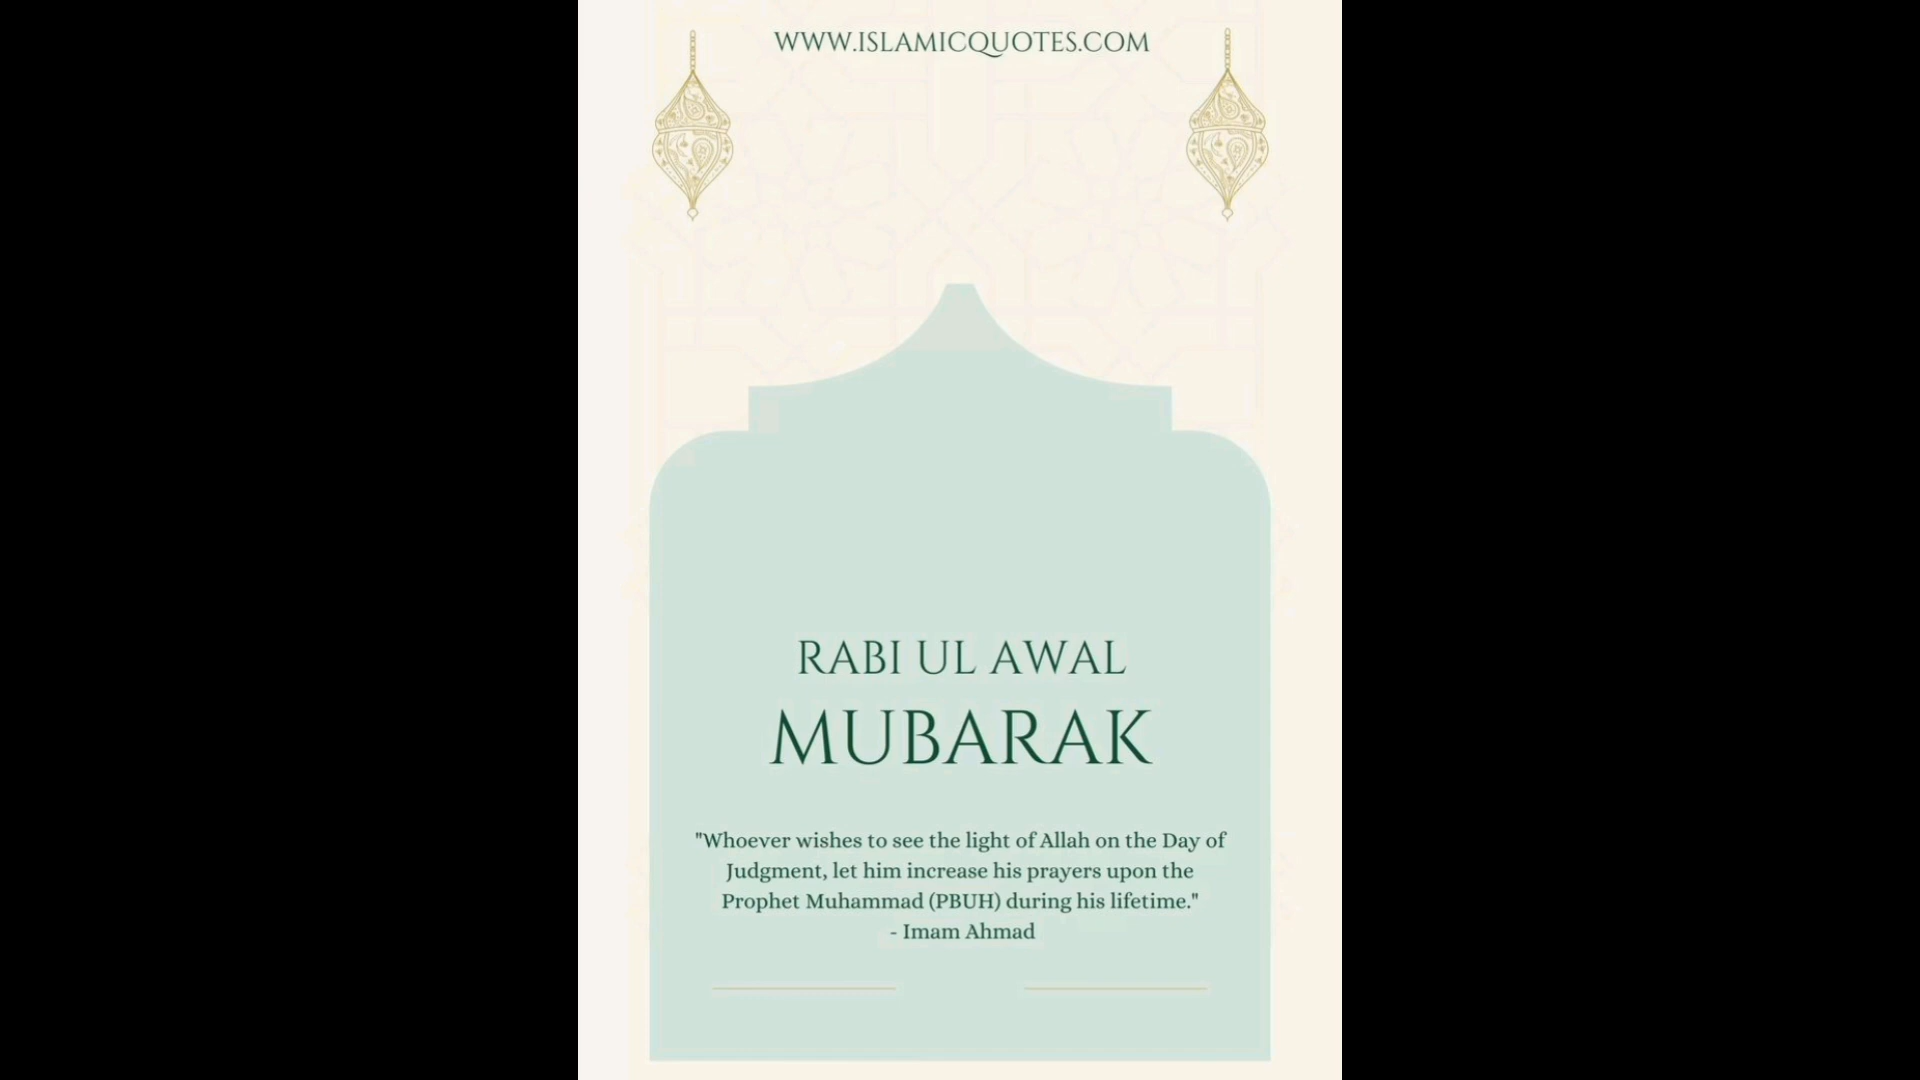 WWW.ISLAMICQUOTES.COM
RABI UL AWAL
MUBARAK
"Whoever wishes to see the light of Allah on the Day of
Judgment, let him increase his prayers upon the
Prophet Muhammad (PBUH) during his lifetime."
- Imam Ahmad